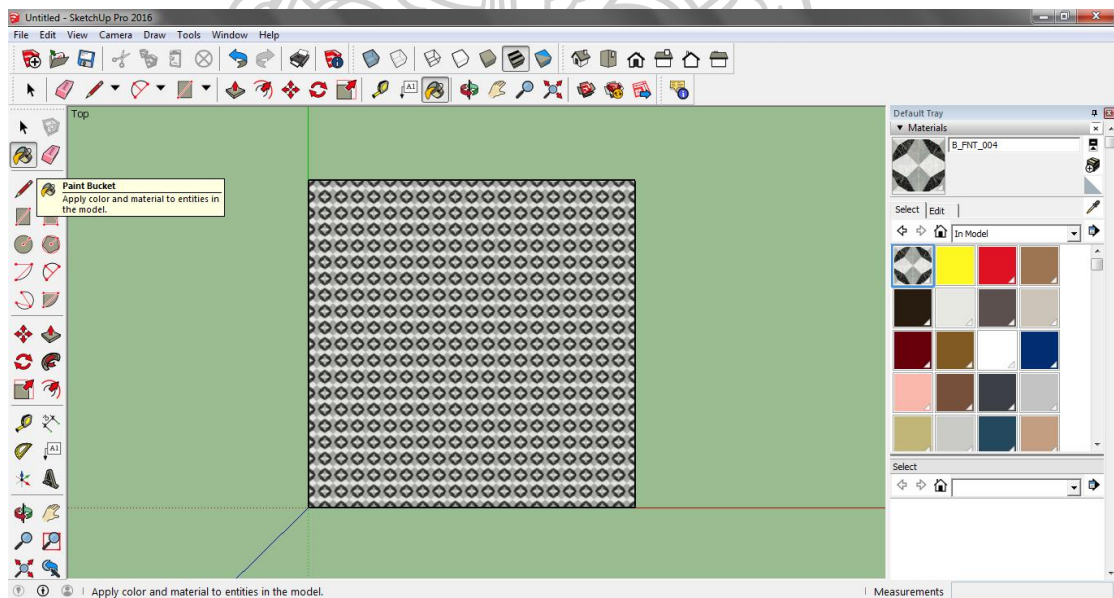 Untitled - SketchUp Pro 2016
File Edit View Camera Draw Tools Window Help
A1
Top
Default Tray
Materials
B_FNT_004
Paint Bucket
Apply color and material to entities in
the model.
Select Edit
In Model
A1
Select
Apply color and material to entities in the model.
Measurements